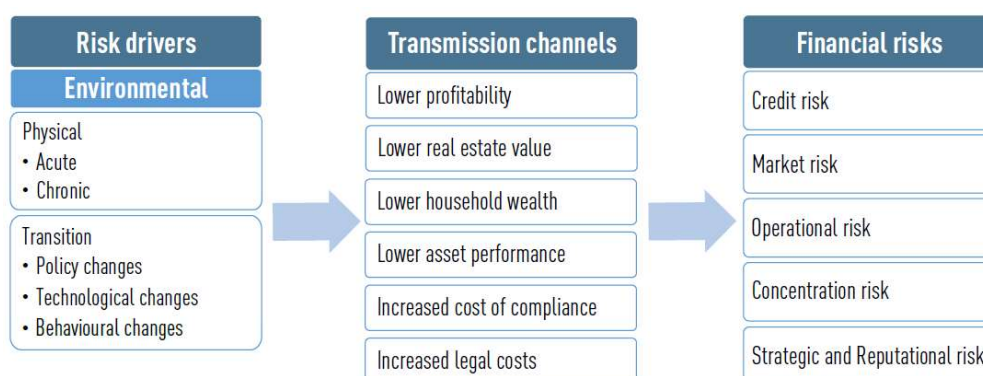 Risk drivers
Environmental
Physical
• Acute
• Chronic
Transition
• Policy changes
• Technological changes
• Behavioural changes
Transmission channels
Lower profitability
Lower real estate value
Lower household wealth
Lower asset performance
Increased cost of compliance
Increased legal costs
Financial risks
Credit risk
Market risk
Operational risk
Concentration risk
Strategic and Reputational risk